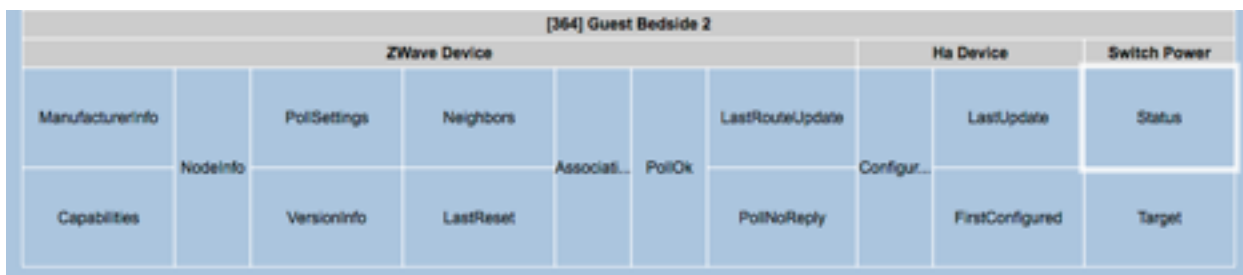 [364] Guest Bedside 2
ZWave Device Ha Device Switch Power
ManufacturerInfo PollSettings Neighbors LastRouteUpdate LastUpdate Status
NodeInfo Associati... PollOk Configur...
Capabilities VersionInfo LastReset PollNoReply FirstConfigured Target